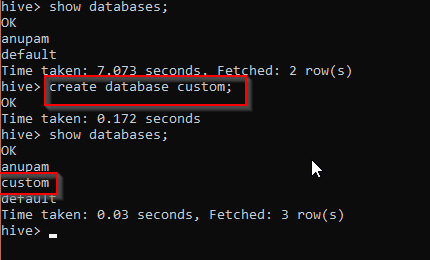 hive> show databases;
OK
anupam
default
Time taken: 7.073 seconds, Fetched: 2 row(s)
hive> create database custom;
OK
Time taken: 0.172 seconds
hive> show databases;
OK
anupam
custom
default
Time taken: 0.03 seconds, Fetched: 3 row(s)
hive>